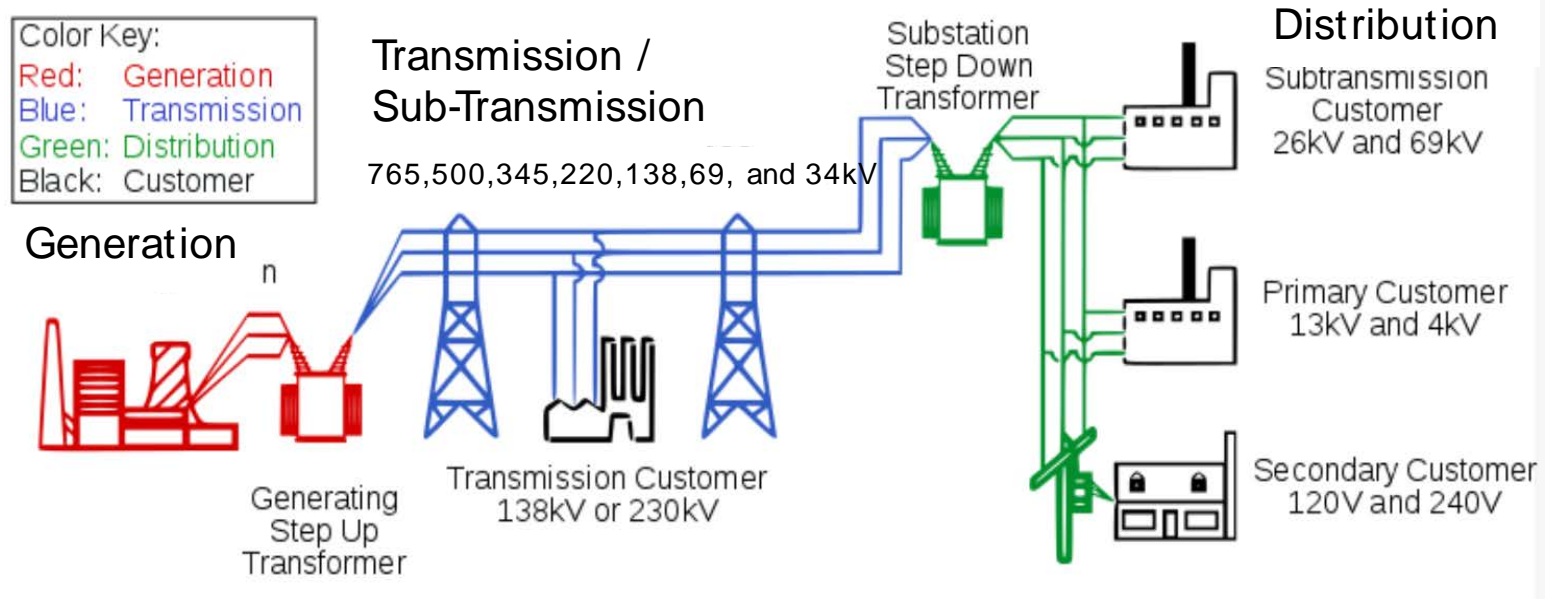 Color Key:
Red: Generation
Blue: Transmission
Green: Distribution
Black: Customer
Generation
n
Generating
Step Up
Transformer
Transmission /
Sub-Transmission
765,500,345,220,138,69, and 34kV
Transmission Customer
138kV or 230kV
Substation
Step Down
Transformer
Distribution
Subtransmission
Customer
26kV and 69kV
Primary Customer
13kV and 4kV
Secondary Customer
120V and 240V